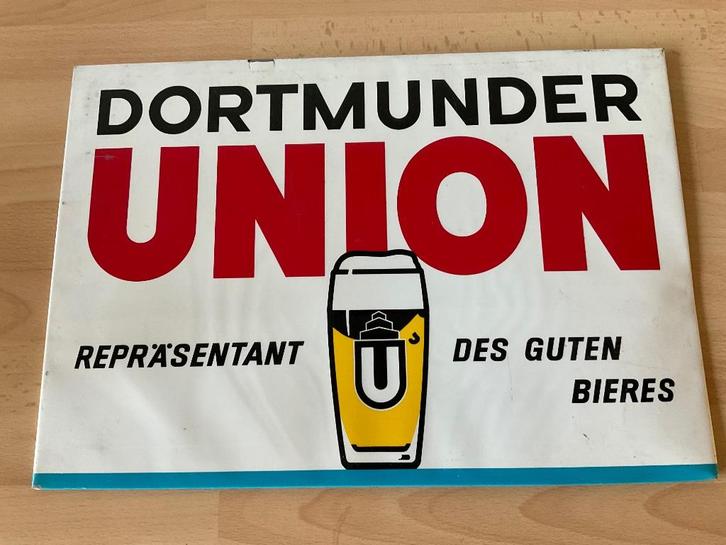 DORTMUNDER
UNION
REPRÄSENTANT DES GUTEN
BIERES
U